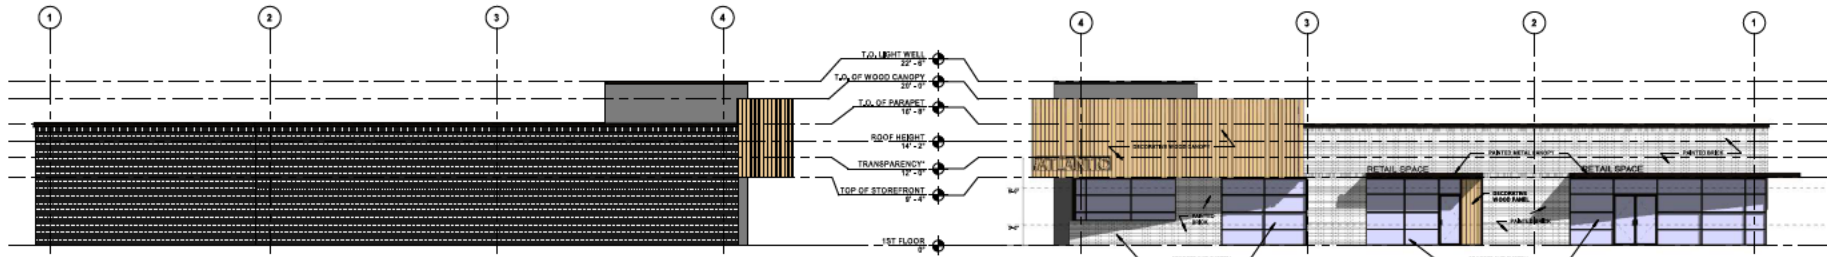 1
2
3
4
4
3
2
1
T.O. LIGHT WELL
22' - 6"
T.O. OF WOOD CANOPY
20' - 0"
T.O. OF PARAPET
ROOF HEIGHT
14' - 2"
TRANSPARENCY*
12' - 0"
TOP OF STOREFRONT
9' - 4"
1ST FLOOR
0"
DECORATIVE WOOD CANOPY
ATLANTIC
PAINTED METAL CANOPY
PAINTED BRICK
RETAIL SPACE
RETAIL SPACE
DECORATIVE
WOOD PANEL
PAINTED
BRICK
PAINTED BRICK